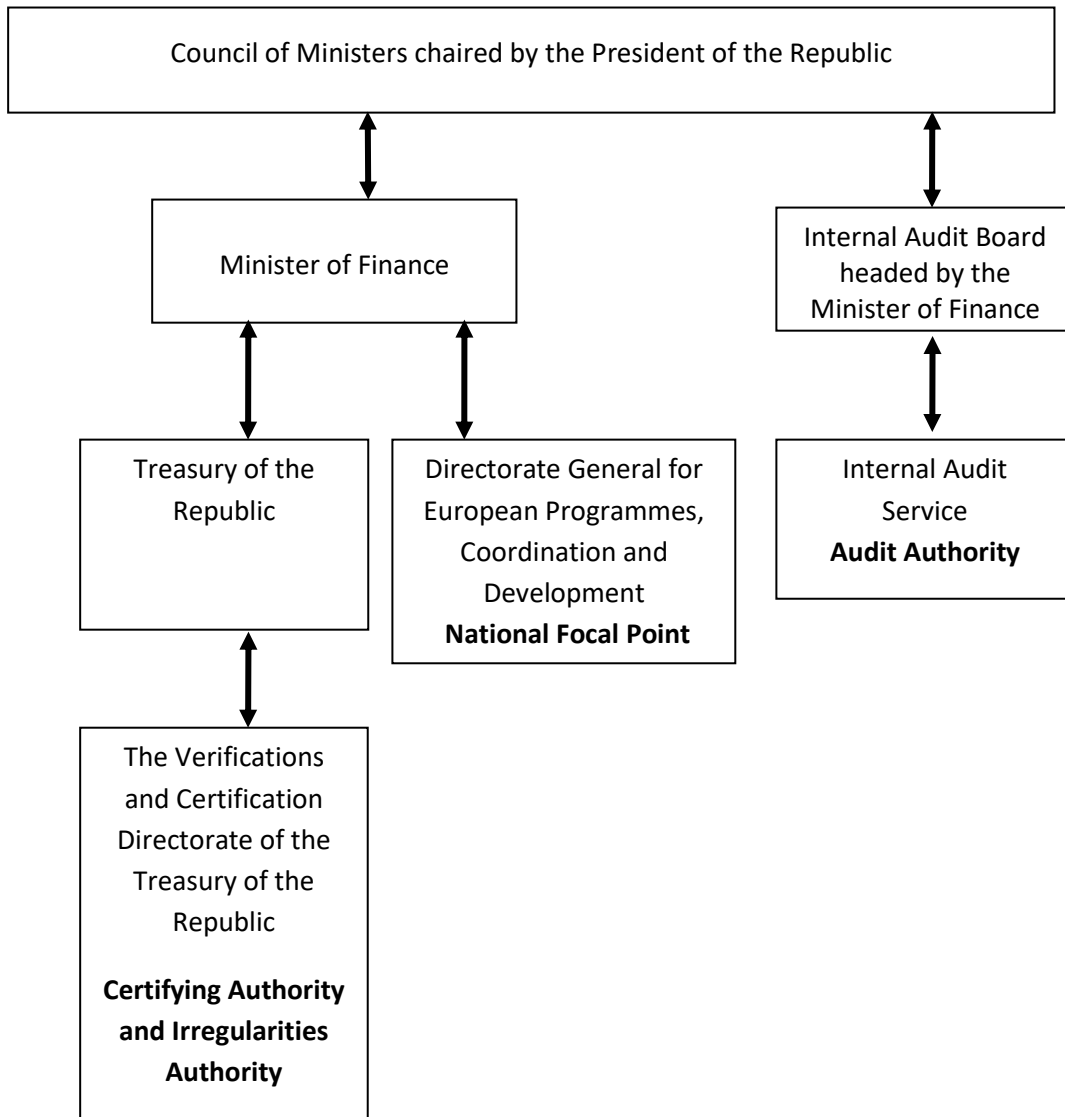 Council of Ministers chaired by the President of the Republic
Minister of Finance
Internal Audit Board
headed by the
Minister of Finance
Treasury of the
Republic
Directorate General for
European Programmes,
Coordination and
Development
National Focal Point
Internal Audit
Service
Audit Authority
The Verifications
and Certification
Directorate of the
Treasury of the
Republic
Certifying Authority
and Irregularities
Authority